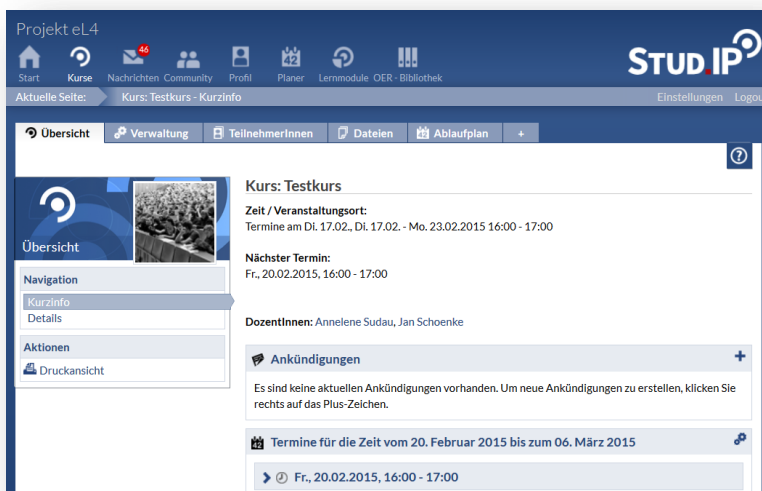 Projekt eL4
46
42
Start Kurse Nachrichten Community Profil Planer Lernmodule OER - Bibliothek
STUD.IP
Aktuelle Seite: Kurs: Testkurs - Kurzinfo Einstellungen Logou
Übersicht Verwaltung TeilnehmerInnen Dateien 42 Ablaufplan +
?
Übersicht
Navigation
Kurzinfo
Details
Aktionen
Druckansicht
Kurs: Testkurs
Zeit / Veranstaltungsort:
Termine am Di. 17.02., Di. 17.02. - Mo. 23.02.2015 16:00 - 17:00
Nächster Termin:
Fr., 20.02.2015, 16:00 - 17:00
DozentInnen: Annelene Sudau, Jan Schoenke
Ankündigungen
Es sind keine aktuellen Ankündigungen vorhanden. Um neue Ankündigungen zu erstellen, klicken Sie
rechts auf das Plus-Zeichen.
42 Termine für die Zeit vom 20. Februar 2015 bis zum 06. März 2015
Fr., 20.02.2015, 16:00 - 17:00